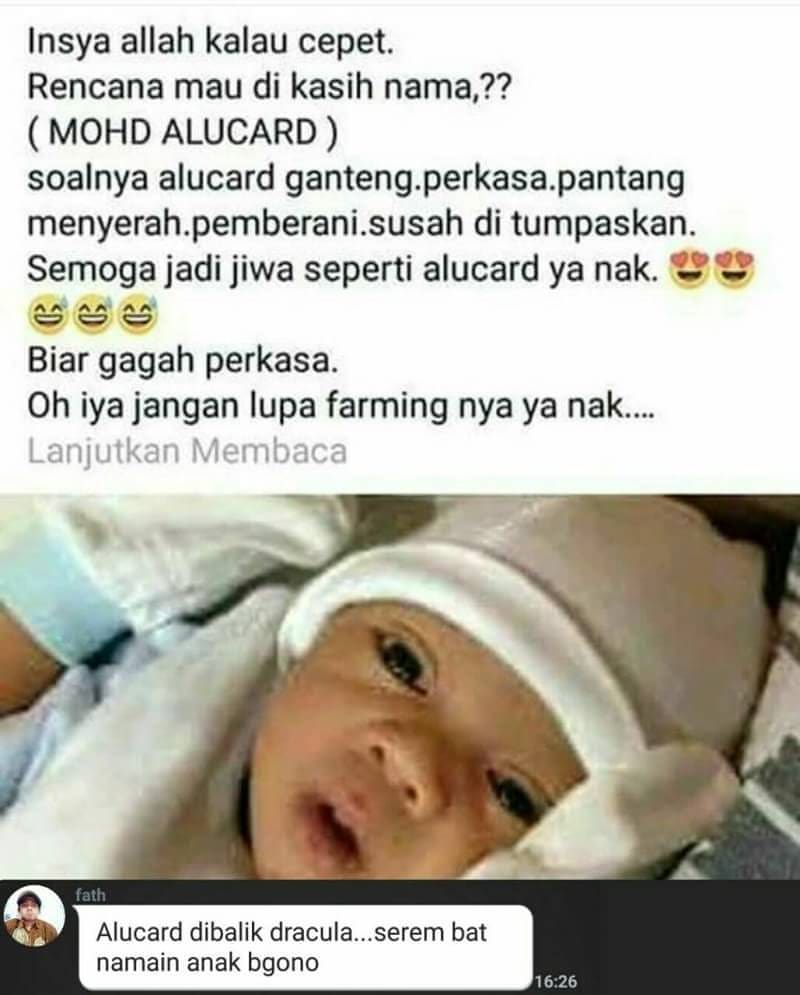 Insya allah kalau cepet.
Rencana mau di kasih nama,??
( MOHD ALUCARD )
soalnya alucard ganteng.perkasa.pantang
menyerah.pemberani.susah di tumpaskan.
Semoga jadi jiwa seperti alucard ya nak. 😍😍
😅😅😅
Biar gagah perkasa.
Oh iya jangan lupa farming nya ya nak....
Lanjutkan Membaca
fath
Alucard dibalik dracula...serem bat
namain anak bgono
16:26